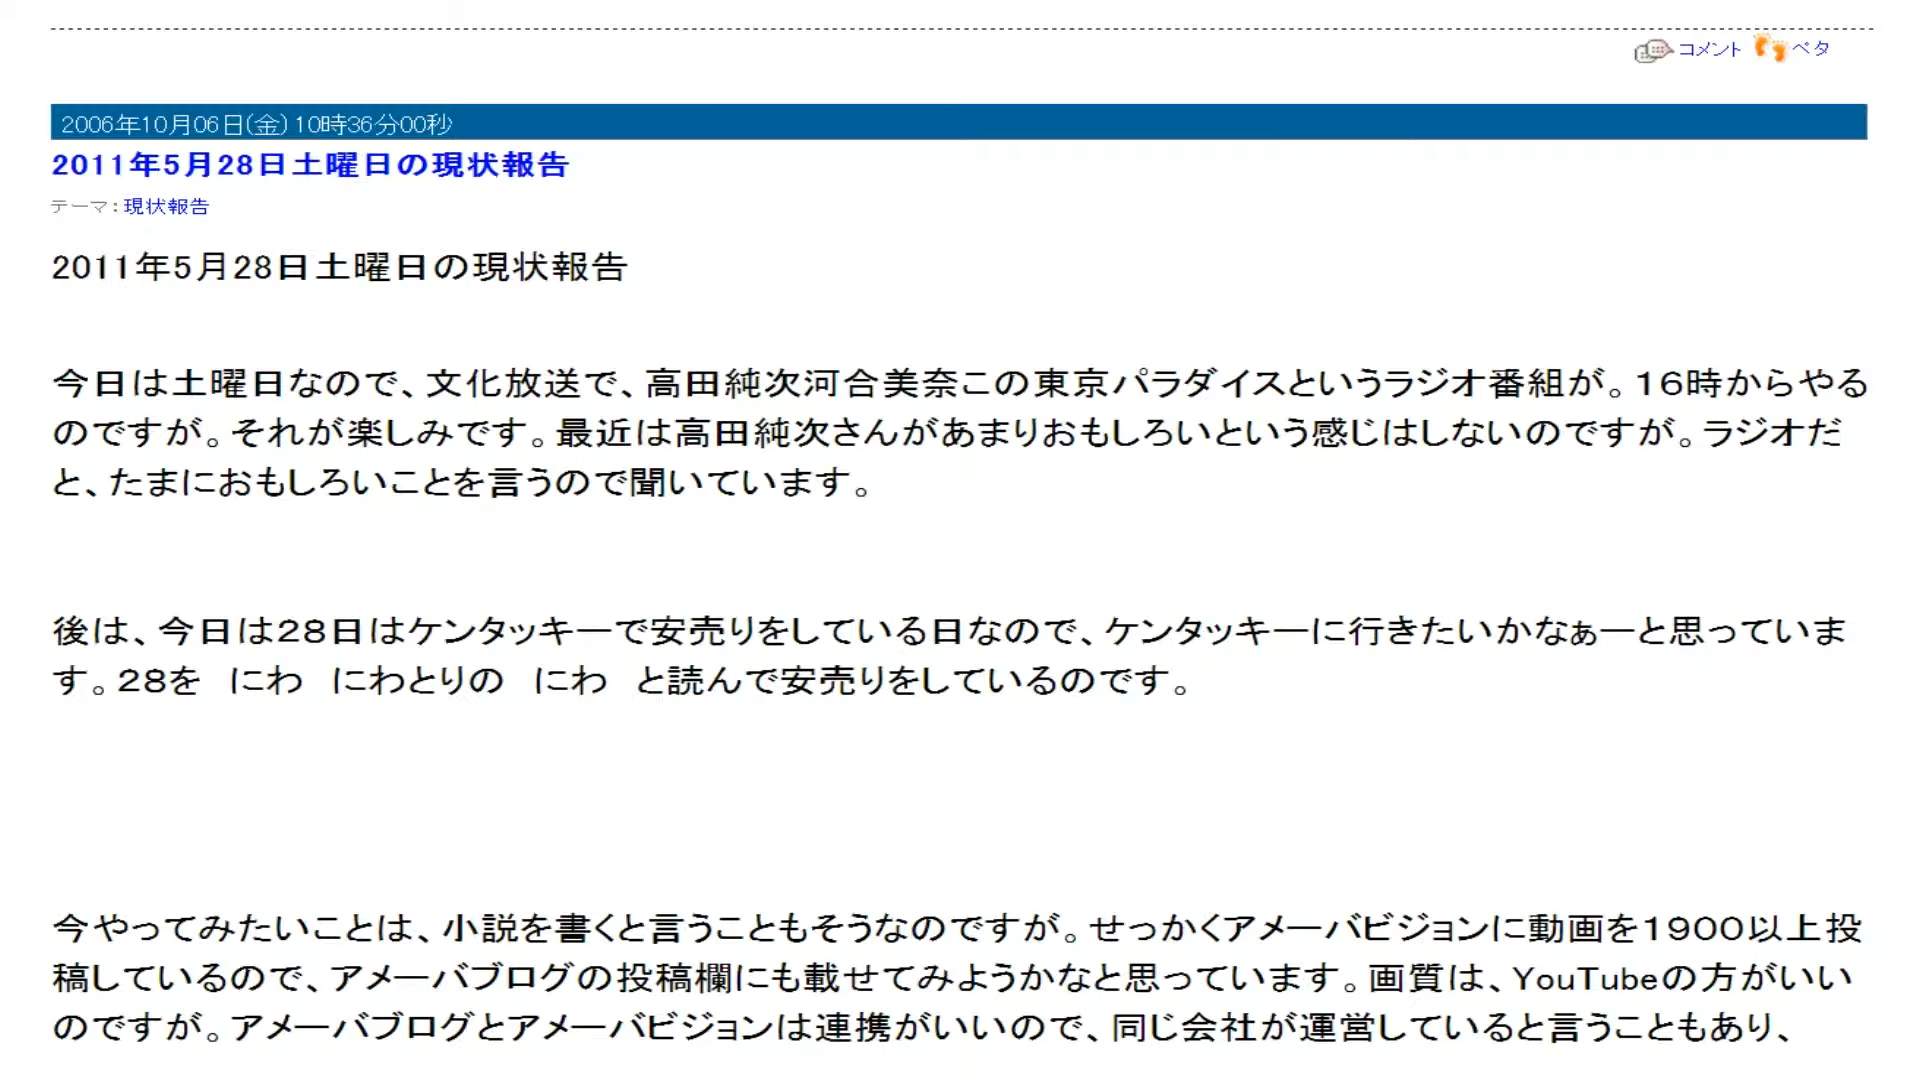 コメント ペタ
2006年10月06日(金) 10時36分00秒
2011年5月28日土曜日の現状報告
テーマ：現状報告
2011年5月28日土曜日の現状報告
今日は土曜日なので、文化放送で、高田純次河合美奈この東京パラダイスというラジオ番組が。１６時からやる
のですが。それが楽しみです。最近は高田純次さんがあまりおもしろいという感じはしないのですが。ラジオだ
と、たまにおもしろいことを言うので聞いています。
後は、今日は２８日はケンタッキーで安売りをしている日なので、ケンタッキーに行きたいかなぁーと思っていま
す。２８を　にわ　にわとりの　にわ　と読んで安売りをしているのです。
今やってみたいことは、小説を書くと言うこともそうなのですが。せっかくアメーバビジョンに動画を１９００以上投
稿しているので、アメーバブログの投稿欄にも載せてみようかなと思っています。画質は、YouTubeの方がいい
のですが。アメーバブログとアメーバビジョンは連携がいいので、同じ会社が運営していると言うこともあり、